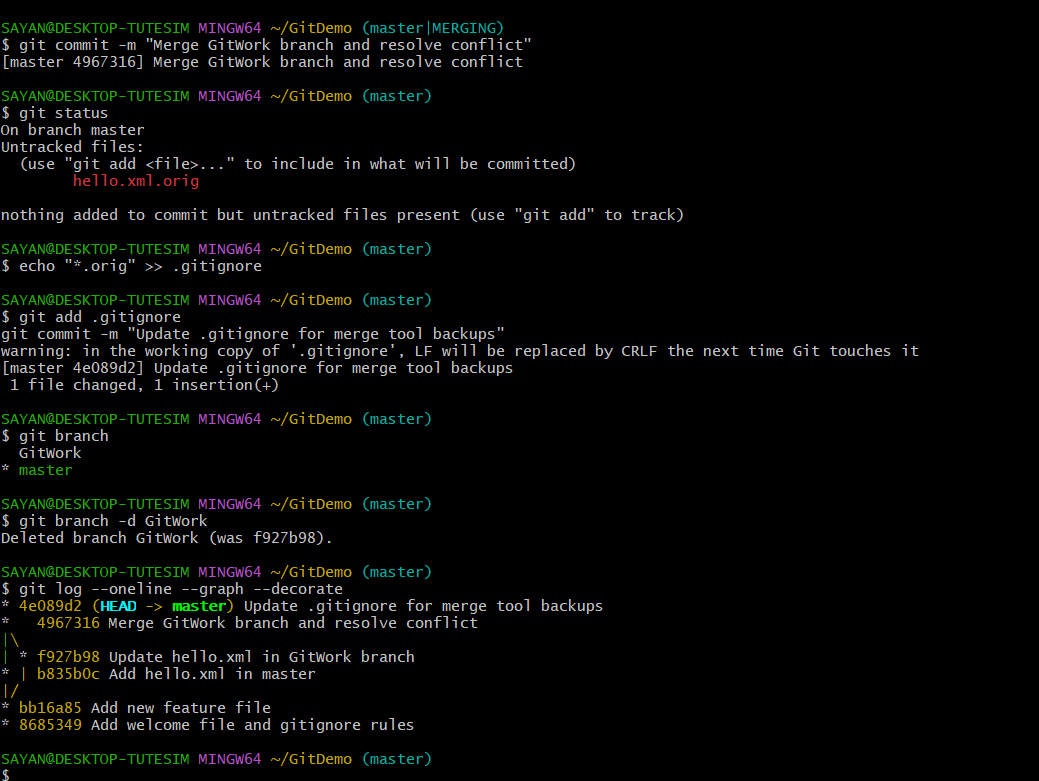 SAYAN@DESKTOP-TUTESIM MINGW64 ~/GitDemo (master|MERGING)
$ git commit -m "Merge GitWork branch and resolve conflict"
[master 4967316] Merge GitWork branch and resolve conflict

SAYAN@DESKTOP-TUTESIM MINGW64 ~/GitDemo (master)
$ git status
On branch master
Untracked files:
  (use "git add <file>..." to include in what will be committed)
        hello.xml.orig

nothing added to commit but untracked files present (use "git add" to track)

SAYAN@DESKTOP-TUTESIM MINGW64 ~/GitDemo (master)
$ echo "*.orig" >> .gitignore

SAYAN@DESKTOP-TUTESIM MINGW64 ~/GitDemo (master)
$ git add .gitignore
git commit -m "Update .gitignore for merge tool backups"
warning: in the working copy of '.gitignore', LF will be replaced by CRLF the next time Git touches it
[master 4e089d2] Update .gitignore for merge tool backups
 1 file changed, 1 insertion(+)

SAYAN@DESKTOP-TUTESIM MINGW64 ~/GitDemo (master)
$ git branch
  GitWork
* master

SAYAN@DESKTOP-TUTESIM MINGW64 ~/GitDemo (master)
$ git branch -d GitWork
Deleted branch GitWork (was f927b98).

SAYAN@DESKTOP-TUTESIM MINGW64 ~/GitDemo (master)
$ git log --oneline --graph --decorate
* 4e089d2 (HEAD -> master) Update .gitignore for merge tool backups
*   4967316 Merge GitWork branch and resolve conflict
|\
| * f927b98 Update hello.xml in GitWork branch
* | b835b0c Add hello.xml in master
|/
* bb16a85 Add new feature file
* 8685349 Add welcome file and gitignore rules

SAYAN@DESKTOP-TUTESIM MINGW64 ~/GitDemo (master)
$